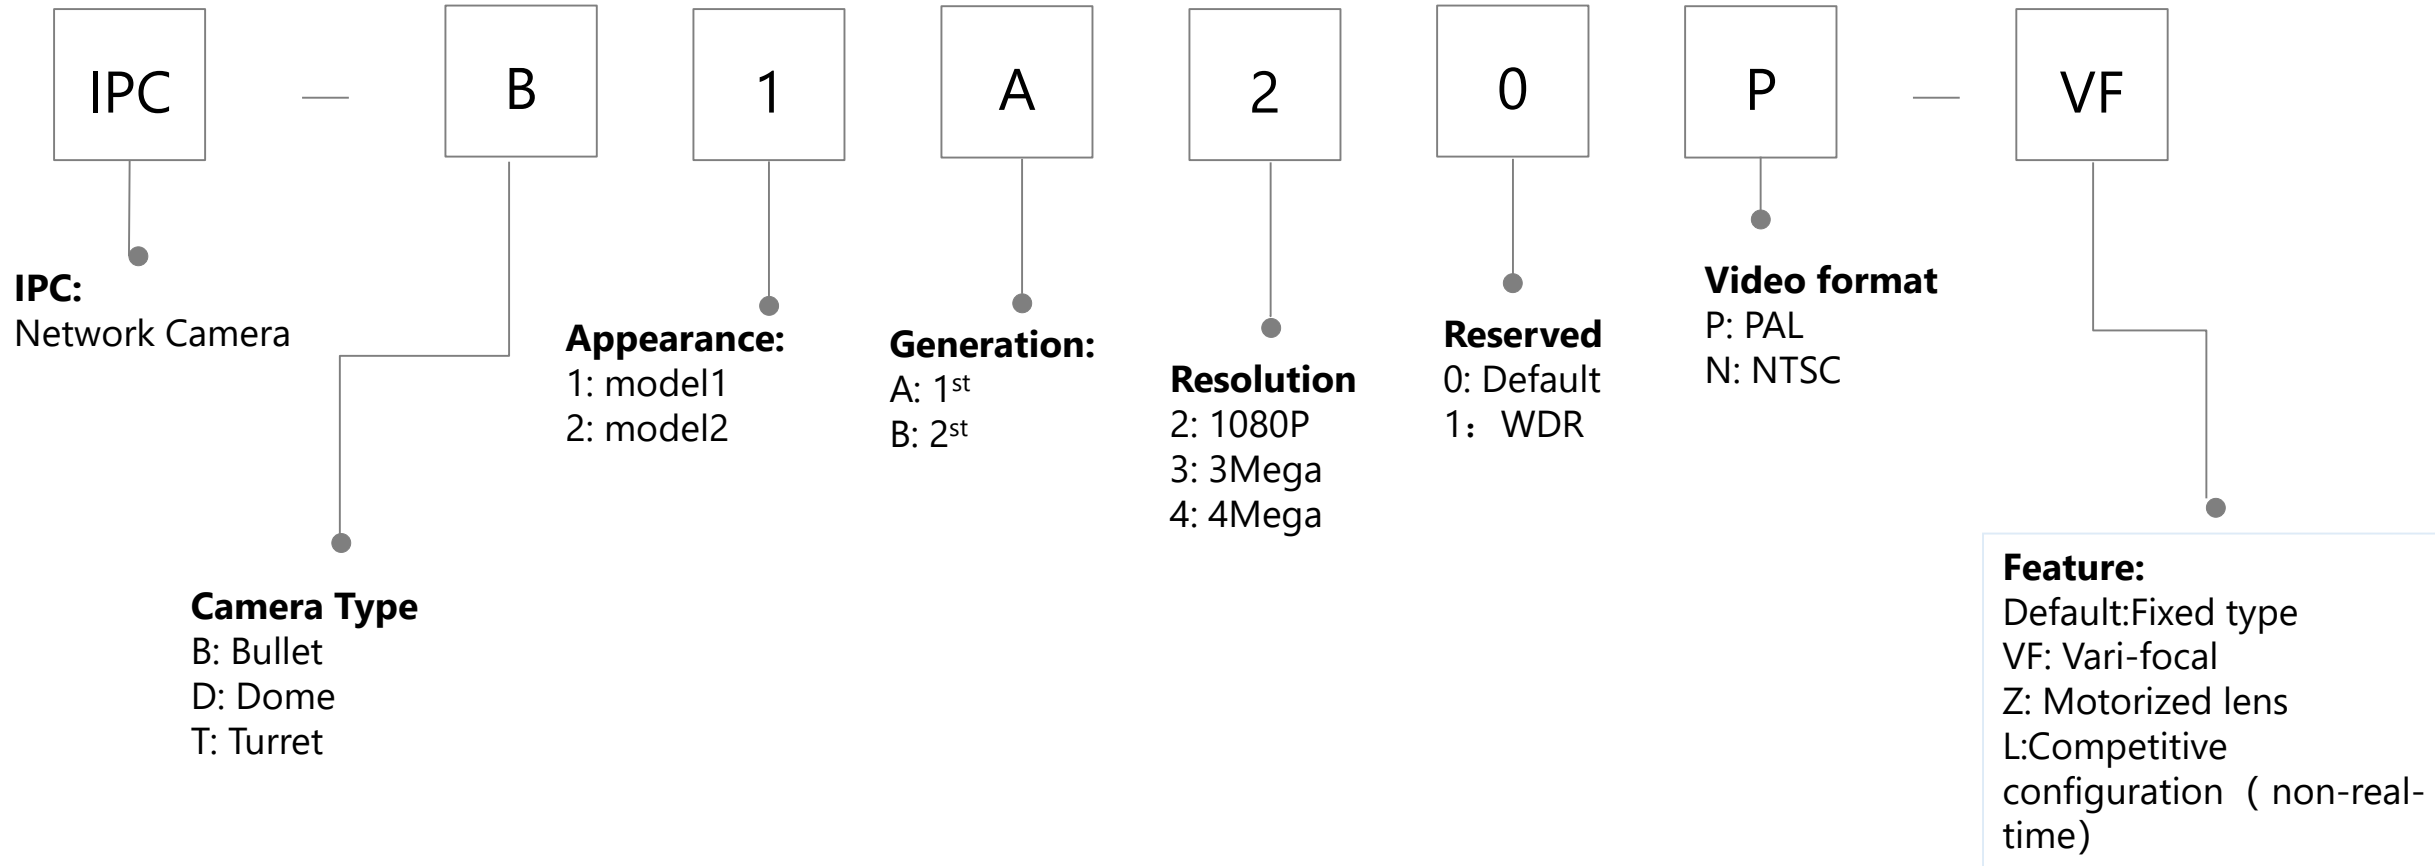 IPC — B 1 A 2 0 P — VF
IPC:
Network Camera
Camera Type
B: Bullet
D: Dome
T: Turret
Appearance:
1: model1
2: model2
Generation:
A: 1st
B: 2st
Resolution
2: 1080P
3: 3Mega
4: 4Mega
Reserved
0: Default
1： WDR
Video format
P: PAL
N: NTSC
Feature:
Default:Fixed type
VF: Vari-focal
Z: Motorized lens
L:Competitive
configuration（ non-real-
time）